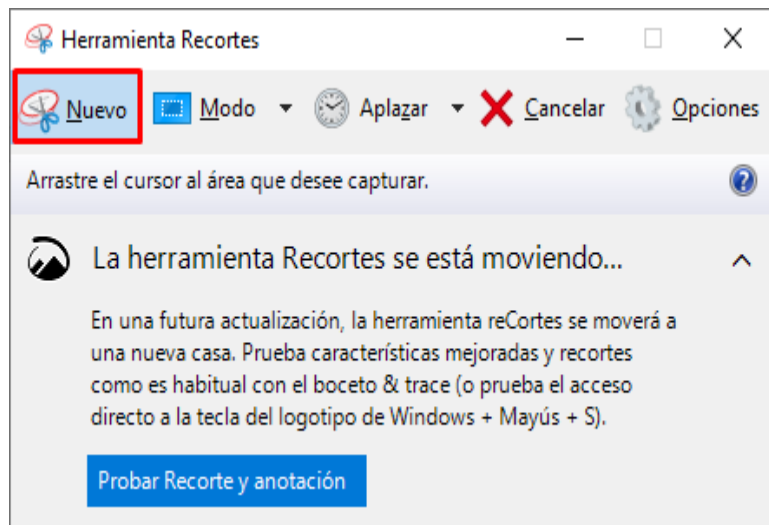 Herramienta Recortes
Nuevo Modo Aplazar Cancelar Opciones
Arrastre el cursor al área que desee capturar.
La herramienta Recortes se está moviendo...
En una futura actualización, la herramienta reCortes se moverá a
una nueva casa. Prueba características mejoradas y recortes
como es habitual con el boceto & trace (o prueba el acceso
directo a la tecla del logotipo de Windows + Mayús + S).
Probar Recorte y anotación